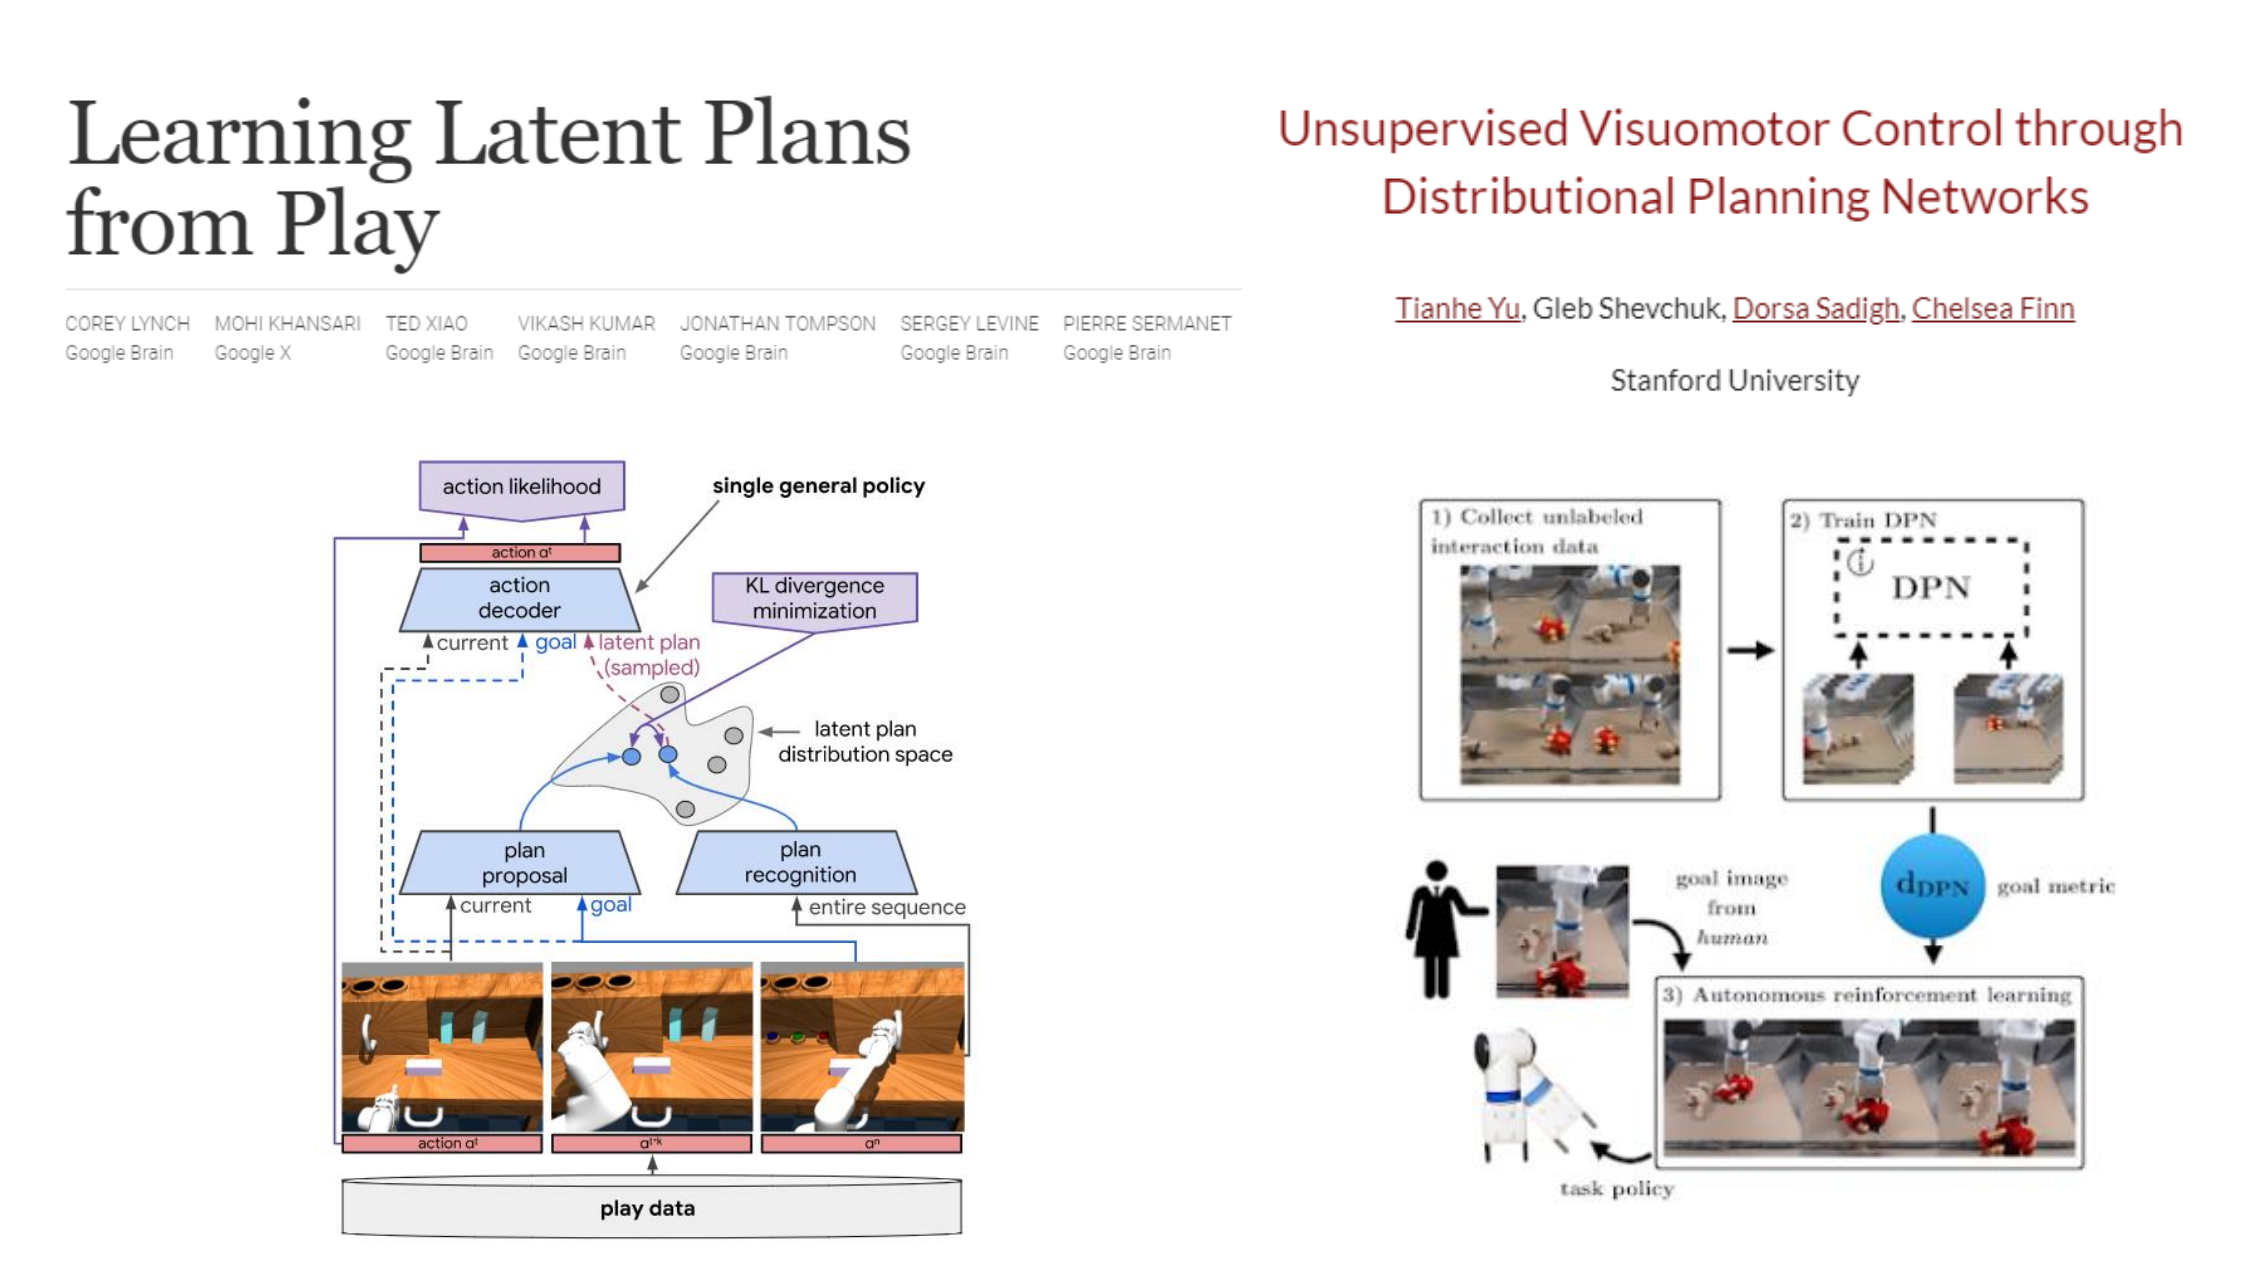 Learning Latent Plans
from Play
COREY LYNCH
Google Brain
MOHI KHANSARI
Google X
TED XIAO
Google Brain
VIKASH KUMAR
Google Brain
JONATHAN TOMPSON
Google Brain
SERGEY LEVINE
Google Brain
PIERRE SERMANET
Google Brain
action likelihood
single general policy
action aᵗ
action
decoder
KL divergence
minimization
current
goal
latent plan
(sampled)
latent plan
distribution space
plan
proposal
plan
recognition
current
goal
entire sequence
action aᵗ
aᵗ⁺ᵏ
aⁿ
play data
Unsupervised Visuomotor Control through
Distributional Planning Networks
Tianhe Yu, Gleb Shevchuk, Dorsa Sadigh, Chelsea Finn
Stanford University
1) Collect unlabeled
interaction data
2) Train DPN
DPN
goal image
from
human
dDPN
goal metric
3) Autonomous reinforcement learning
task policy